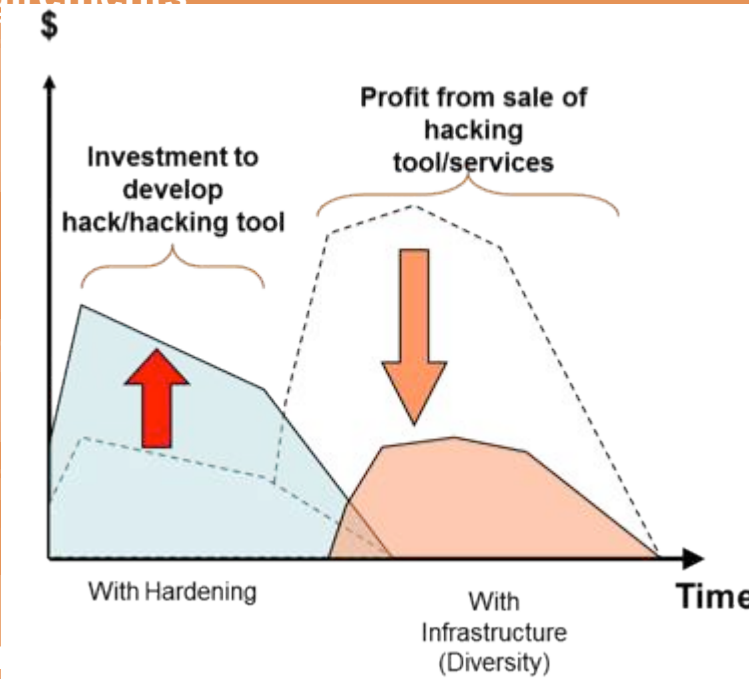 $
Profit from sale of
hacking
tool/services
Investment to
develop
hack/hacking tool
With Hardening
With
Infrastructure
(Diversity)
Time